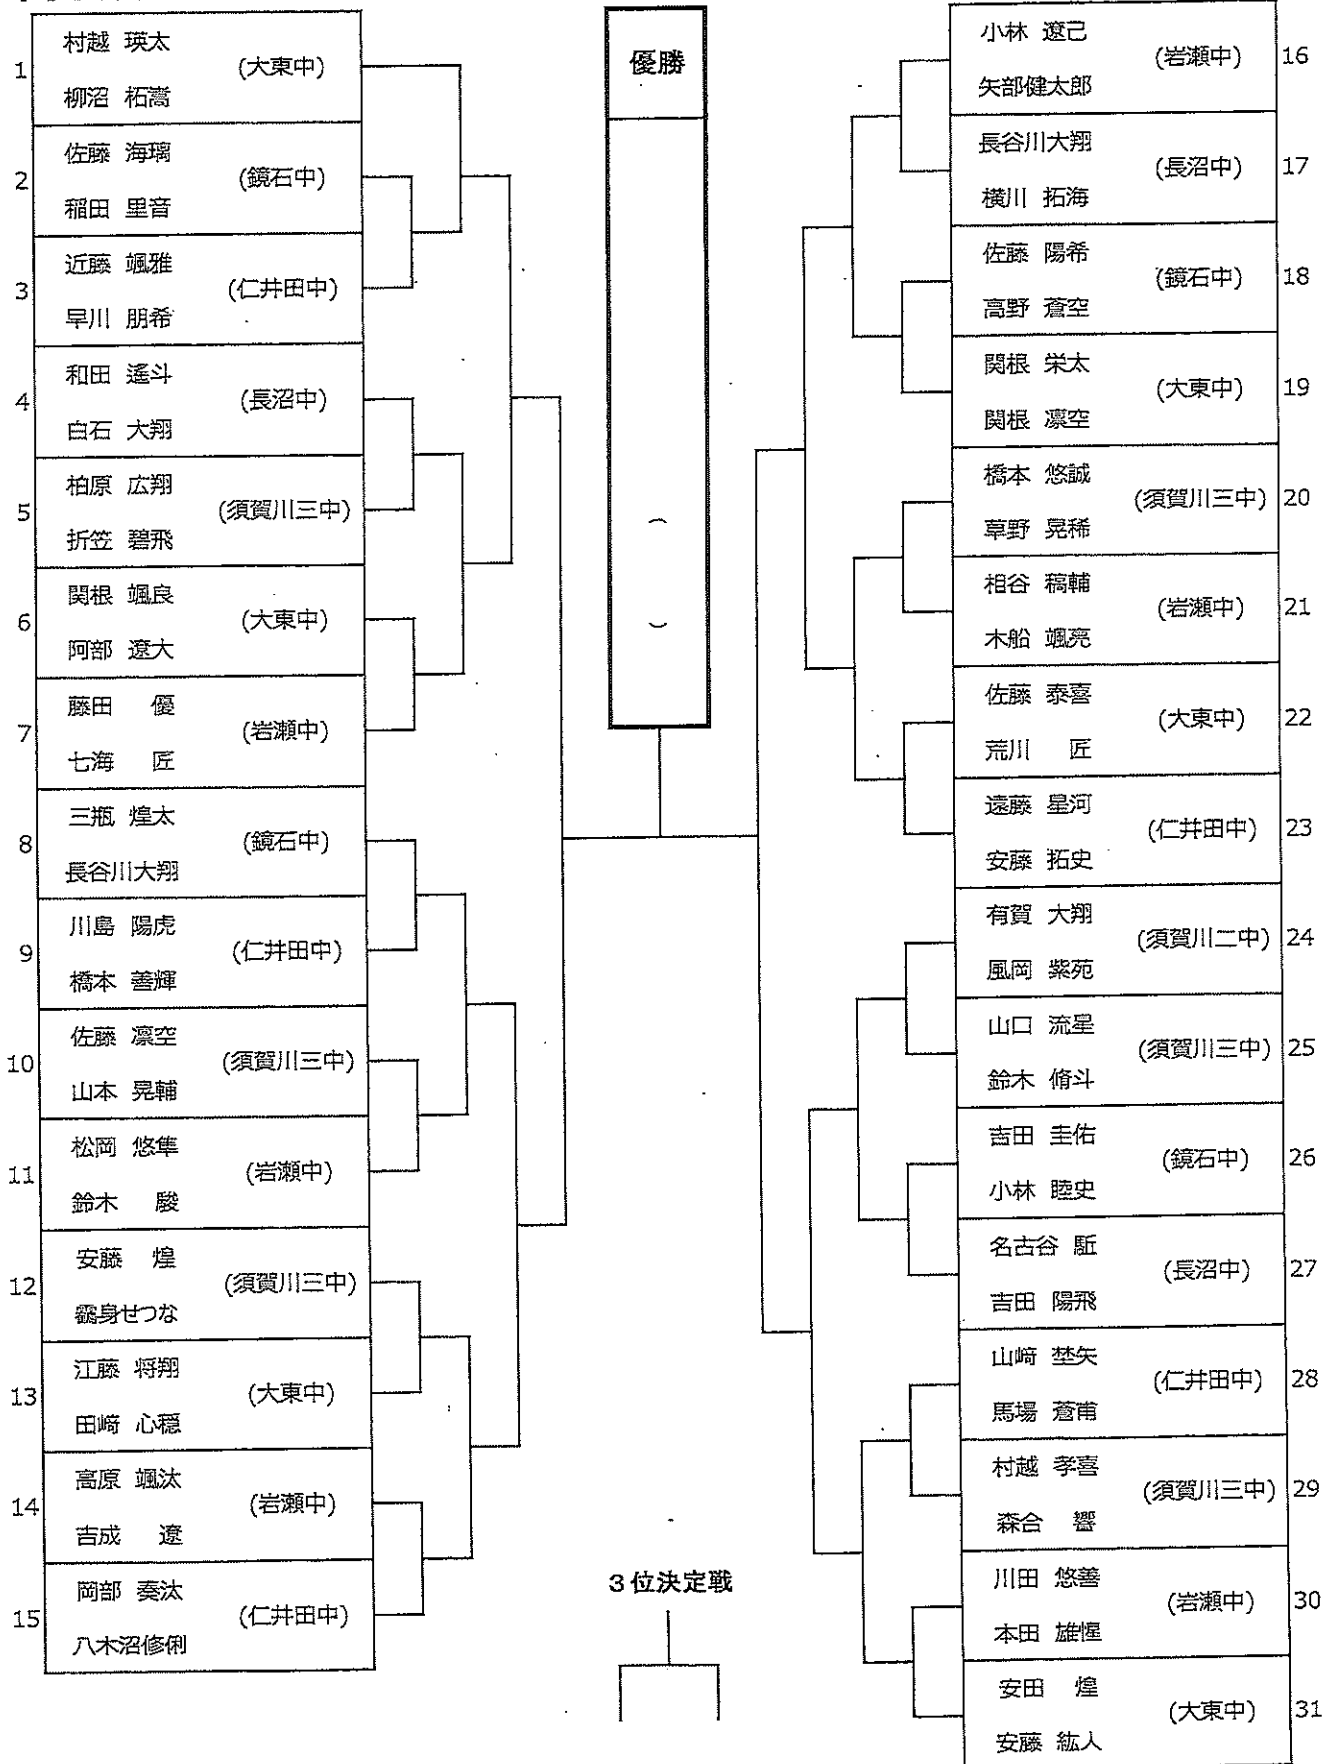 1
村越 瑛太
(大東中)
柳沼 柘嵩
2
佐藤 海璃
(鏡石中)
稲田 里音
3
近藤 颯雅
(仁井田中)
早川 朋希
4
和田 遙斗
(長沼中)
白石 大翔
5
柏原 広翔
(須賀川三中)
折笠 碧飛
6
関根 颯良
(大東中)
阿部 遼大
7
藤田 優
(岩瀬中)
七海 匠
8
三瓶 煌太
(鏡石中)
長谷川大翔
9
川島 陽虎
(仁井田中)
橋本 善輝
10
佐藤 凛空
(須賀川三中)
山本 晃輔
11
松岡 悠隼
(岩瀬中)
鈴木 駿
12
安藤 煌
(須賀川三中)
身せつな
13
江藤 将翔
(大東中)
田﨑 心穏
14
高原 颯汰
(岩瀬中)
吉成 遼
15
岡部 奏汰
(仁井田中)
八木沼修俐
優勝
( )
3位決定戦
小林 遼己
(岩瀬中)
16
矢部健太郎
長谷川大翔
(長沼中)
17
横川 拓海
佐藤 陽希
(鏡石中)
18
高野 蒼空
関根 栄太
(大東中)
19
関根 凛空
橋本 悠誠
(須賀川三中)
20
草野 晃稀
相谷 稿輔
(岩瀬中)
21
木船 颯亮
佐藤 泰喜
(大東中)
22
荒川 匠
遠藤 星河
(仁井田中)
23
安藤 拓史
有賀 大翔
(須賀川二中)
24
風岡 紫苑
山口 流星
(須賀川三中)
25
鈴木 脩斗
吉田 圭佑
(鏡石中)
26
小林 睦史
名古谷
(長沼中)
27
吉田 陽飛
山﨑 埜矢
(仁井田中)
28
馬場 蒼甫
村越 孝喜
(須賀川三中)
29
森合 響
川田 悠善
(岩瀬中)
30
本田 雄惺
安田 煌
(大東中)
31
安藤 紘人